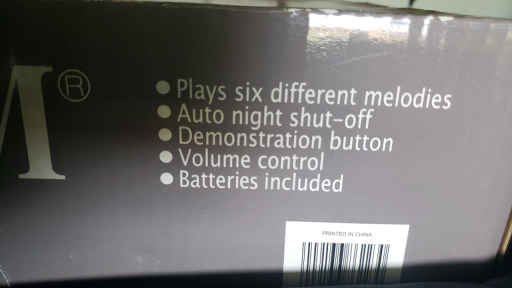 M®
● Plays six different melodies
● Auto night shut-off
● Demonstration button
● Volume control
● Batteries included
PRINTED IN CHINA